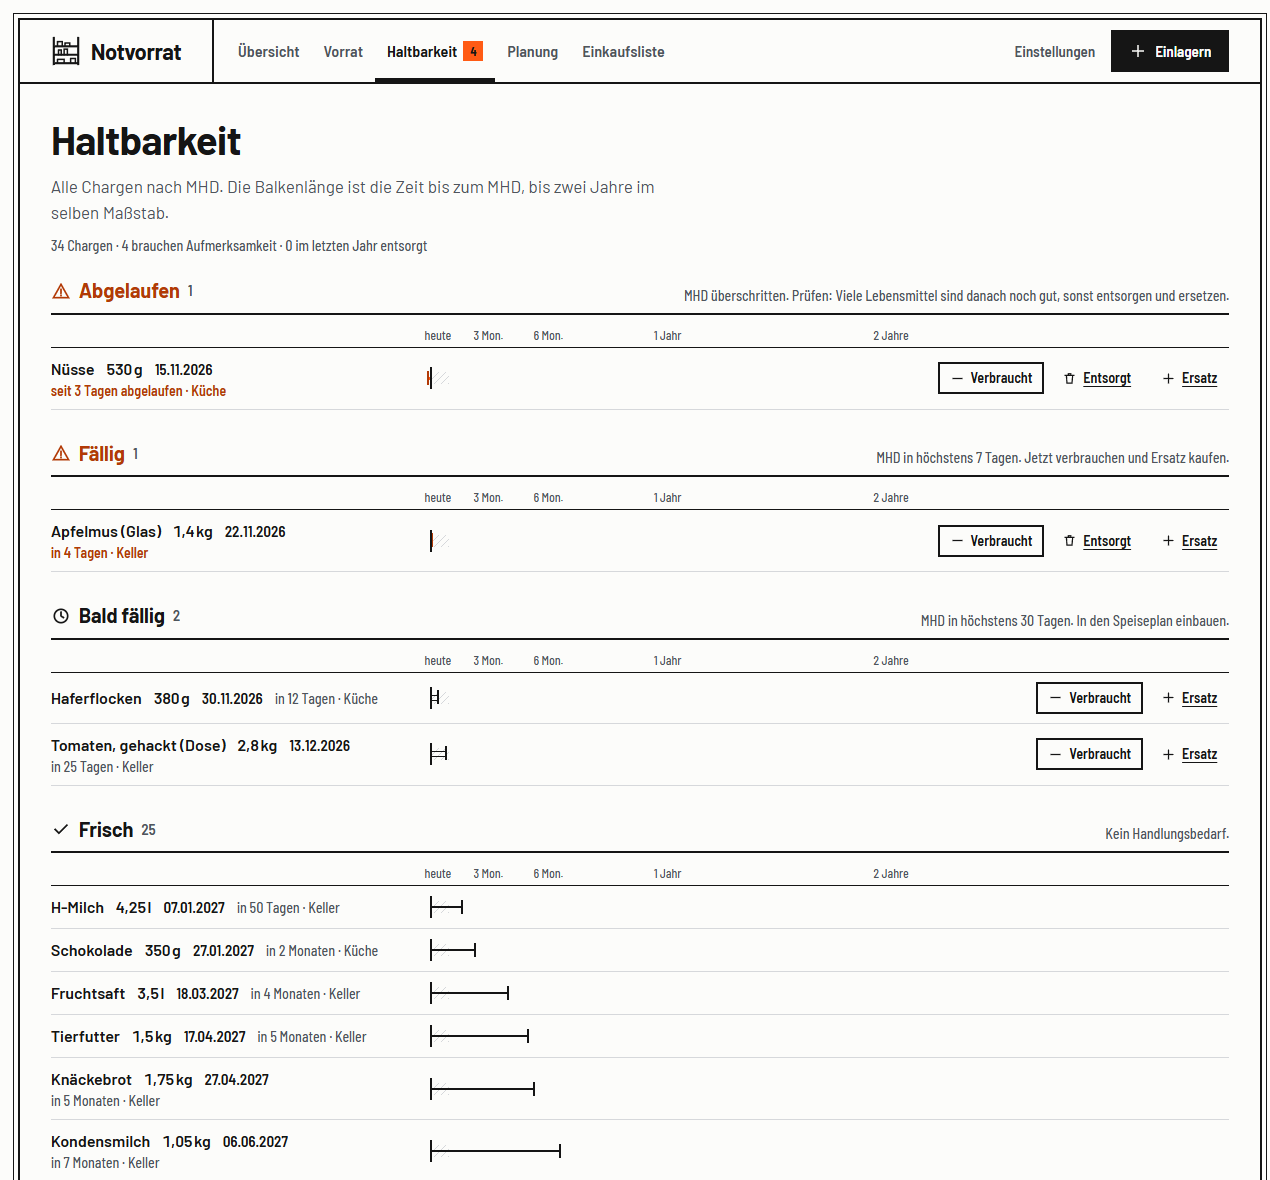 Notvorrat
Übersicht Vorrat Haltbarkeit 4 Planung Einkaufsliste Einstellungen Einlagern
Haltbarkeit
Alle Chargen nach MHD. Die Balkenlänge ist die Zeit bis zum MHD, bis zwei Jahre im
selben Maßstab.
34 Chargen · 4 brauchen Aufmerksamkeit · 0 im letzten Jahr entsorgt
Abgelaufen 1
MHD überschritten. Prüfen: Viele Lebensmittel sind danach noch gut, sonst entsorgen und ersetzen.
heute 3 Mon. 6 Mon. 1 Jahr 2 Jahre
Nüsse 530 g 15.11.2026
seit 3 Tagen abgelaufen · Küche
Verbraucht Entsorgt Ersatz
Fällig 1
MHD in höchstens 7 Tagen. Jetzt verbrauchen und Ersatz kaufen.
heute 3 Mon. 6 Mon. 1 Jahr 2 Jahre
Apfelmus (Glas) 1,4 kg 22.11.2026
in 4 Tagen · Keller
Verbraucht Entsorgt Ersatz
Bald fällig 2
MHD in höchstens 30 Tagen. In den Speiseplan einbauen.
heute 3 Mon. 6 Mon. 1 Jahr 2 Jahre
Haferflocken 380 g 30.11.2026 in 12 Tagen · Küche
Verbraucht Ersatz
Tomaten, gehackt (Dose) 2,8 kg 13.12.2026
in 25 Tagen · Keller
Verbraucht Ersatz
Frisch 25
Kein Handlungsbedarf.
heute 3 Mon. 6 Mon. 1 Jahr 2 Jahre
H-Milch 4,25 l 07.01.2027 in 50 Tagen · Keller
Schokolade 350 g 27.01.2027 in 2 Monaten · Küche
Fruchtsaft 3,5 l 18.03.2027 in 4 Monaten · Keller
Tierfutter 1,5 kg 17.04.2027 in 5 Monaten · Keller
Knäckebrot 1,75 kg 27.04.2027
in 5 Monaten · Keller
Kondensmilch 1,05 kg 06.06.2027
in 7 Monaten · Keller